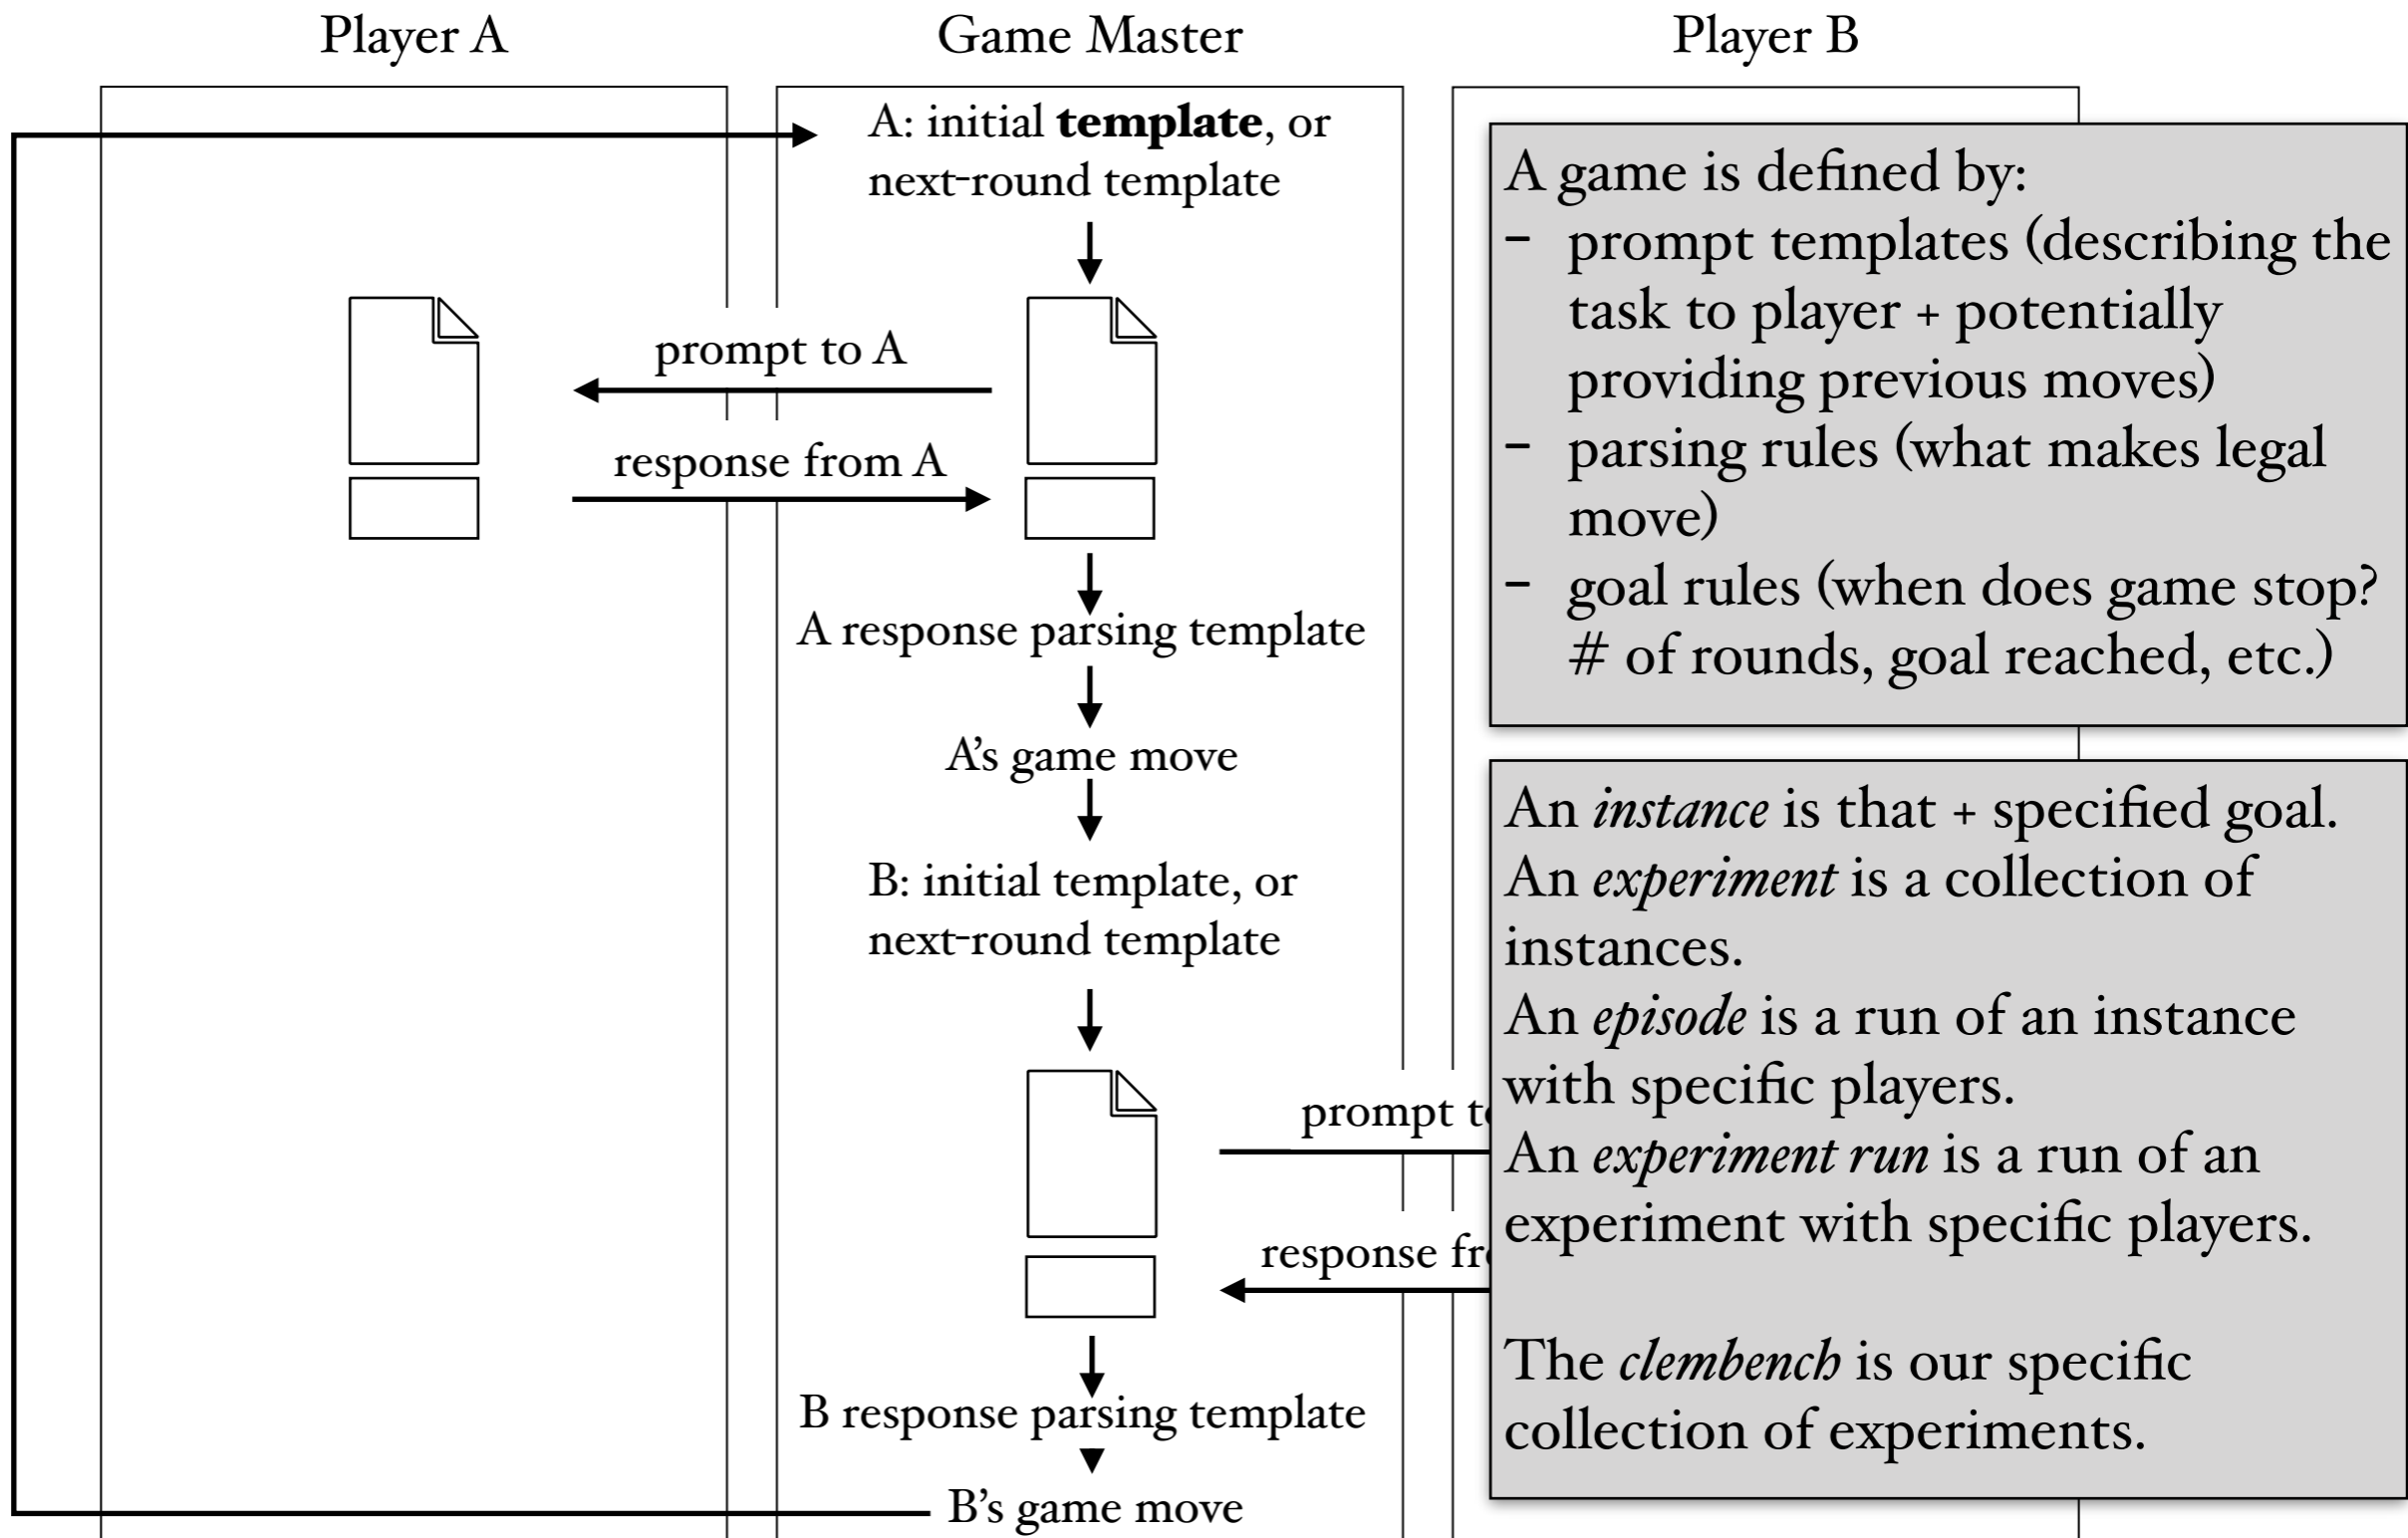 Player A
Game Master
Player B
A: initial template, or
next-round template
prompt to A
response from A
A response parsing template
A's game move
B: initial template, or
next-round template
prompt
response
B response parsing template
B's game move
A game is defined by:
- prompt templates (describing the
task to player + potentially
providing previous moves)
- parsing rules (what makes legal
move)
- goal rules (when does game stop?
# of rounds, goal reached, etc.)
An instance is that + specified goal.
An experiment is a collection of
instances.
An episode is a run of an instance
with specific players.
An experiment run is a run of an
experiment with specific players.
The clembench is our specific
collection of experiments.